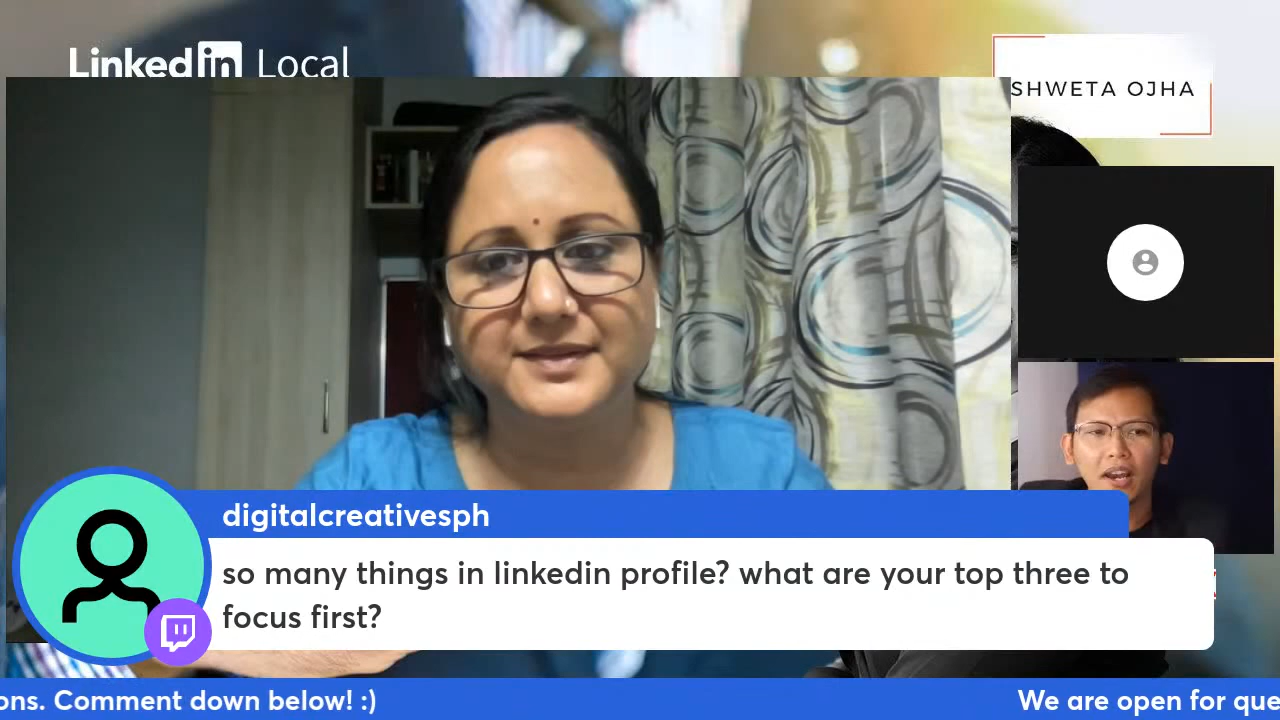 Linkedin Local
SHWETA OJHA
digitalcreativesph
so many things in linkedin profile? what are your top three to
focus first?
ons. Comment down below! :)
We are open for que